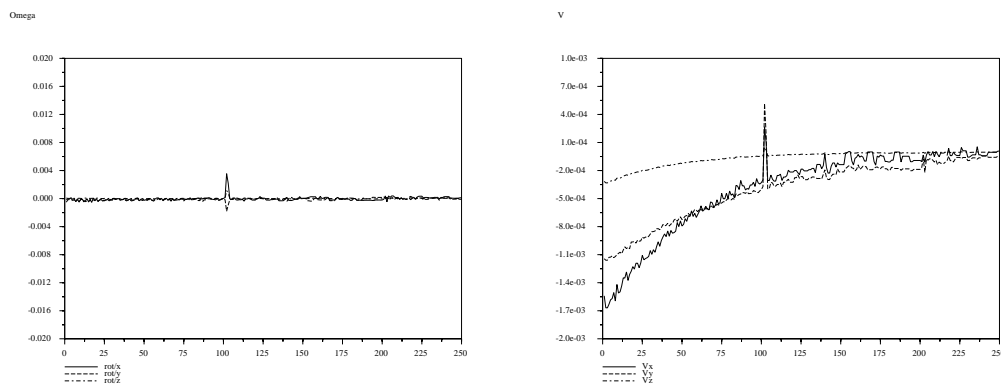 Omega
0.020
0.016
0.012
0.008
0.004
0.000
-0.004
-0.008
-0.012
-0.016
-0.020
0 25 50 75 100 125 150 175 200 225 250
rot/x
rot/y
rot/z
V
1.0e-03
7.0e-04
4.0e-04
1.0e-04
-2.0e-04
-5.0e-04
-8.0e-04
-1.1e-03
-1.4e-03
-1.7e-03
-2.0e-03
0 25 50 75 100 125 150 175 200 225 250
Vx
Vy
Vz